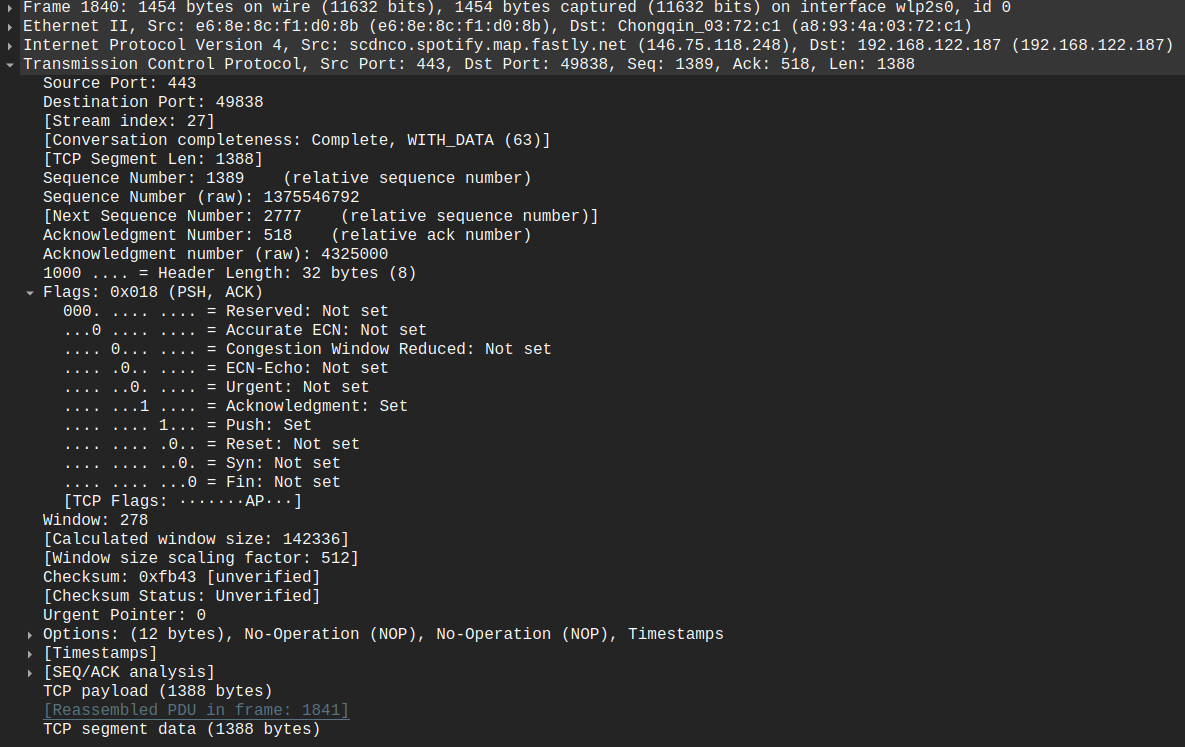 Frame 1840: 1454 bytes on wire (11632 bits), 1454 bytes captured (11632 bits) on interface wlp2s0, id 0
Ethernet II, Src: e6:8e:8c:f1:d0:8b (e6:8e:8c:f1:d0:8b), Dst: Chongqin_03:72:c1 (a8:93:4a:03:72:c1)
Internet Protocol Version 4, Src: scdnco.spotify.map.fastly.net (146.75.118.248), Dst: 192.168.122.187 (192.168.122.187)
Transmission Control Protocol, Src Port: 443, Dst Port: 49838, Seq: 1389, Ack: 518, Len: 1388
Source Port: 443
Destination Port: 49838
[Stream index: 27]
[Conversation completeness: Complete, WITH_DATA (63)]
[TCP Segment Len: 1388]
Sequence Number: 1389    (relative sequence number)
Sequence Number (raw): 1375546792
[Next Sequence Number: 2777    (relative sequence number)]
Acknowledgment Number: 518    (relative ack number)
Acknowledgment number (raw): 4325000
1000 .... = Header Length: 32 bytes (8)
Flags: 0x018 (PSH, ACK)
000. .... .... = Reserved: Not set
...0 .... .... = Accurate ECN: Not set
.... 0... .... = Congestion Window Reduced: Not set
.... .0.. .... = ECN-Echo: Not set
.... ..0. .... = Urgent: Not set
.... ...1 .... = Acknowledgment: Set
.... .... 1... = Push: Set
.... .... .0.. = Reset: Not set
.... .... ..0. = Syn: Not set
.... .... ...0 = Fin: Not set
[TCP Flags: ·······AP···]
Window: 278
[Calculated window size: 142336]
[Window size scaling factor: 512]
Checksum: 0xfb43 [unverified]
[Checksum Status: Unverified]
Urgent Pointer: 0
Options: (12 bytes), No-Operation (NOP), No-Operation (NOP), Timestamps
[Timestamps]
[SEQ/ACK analysis]
TCP payload (1388 bytes)
[Reassembled PDU in frame: 1841]
TCP segment data (1388 bytes)